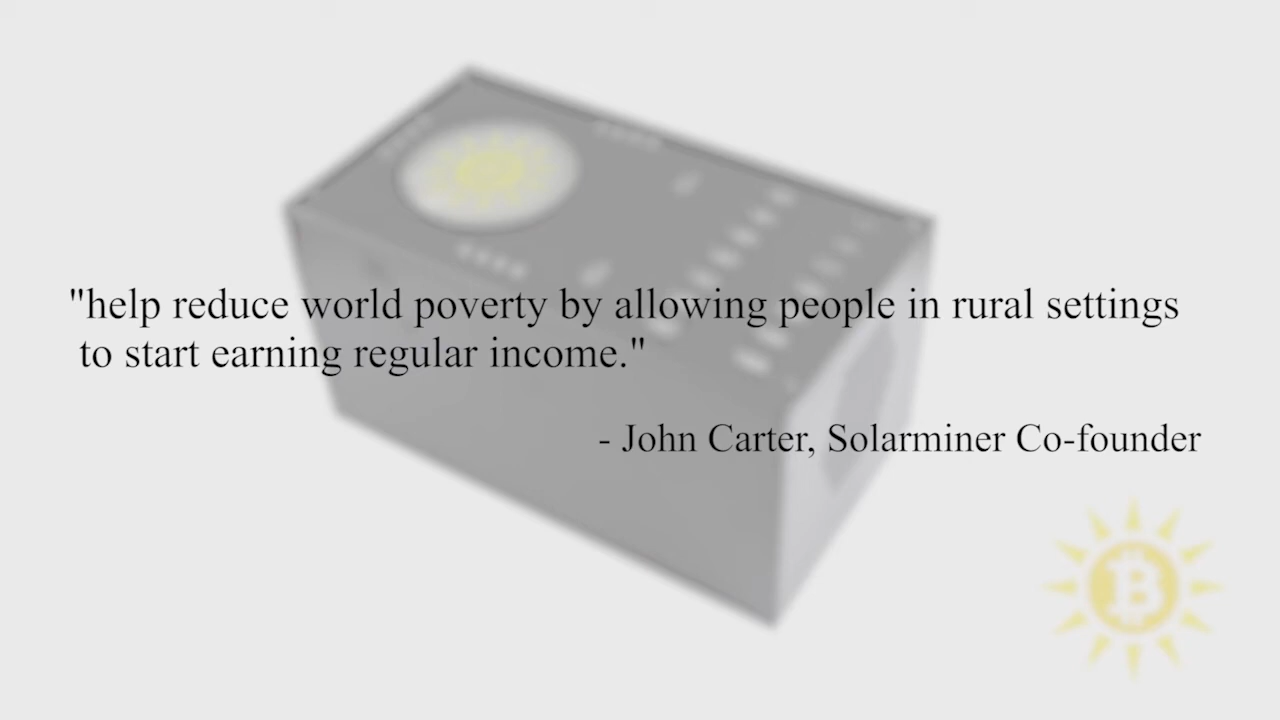 "help reduce world poverty by allowing people in rural settings
to start earning regular income."
- John Carter, Solarminer Co-founder